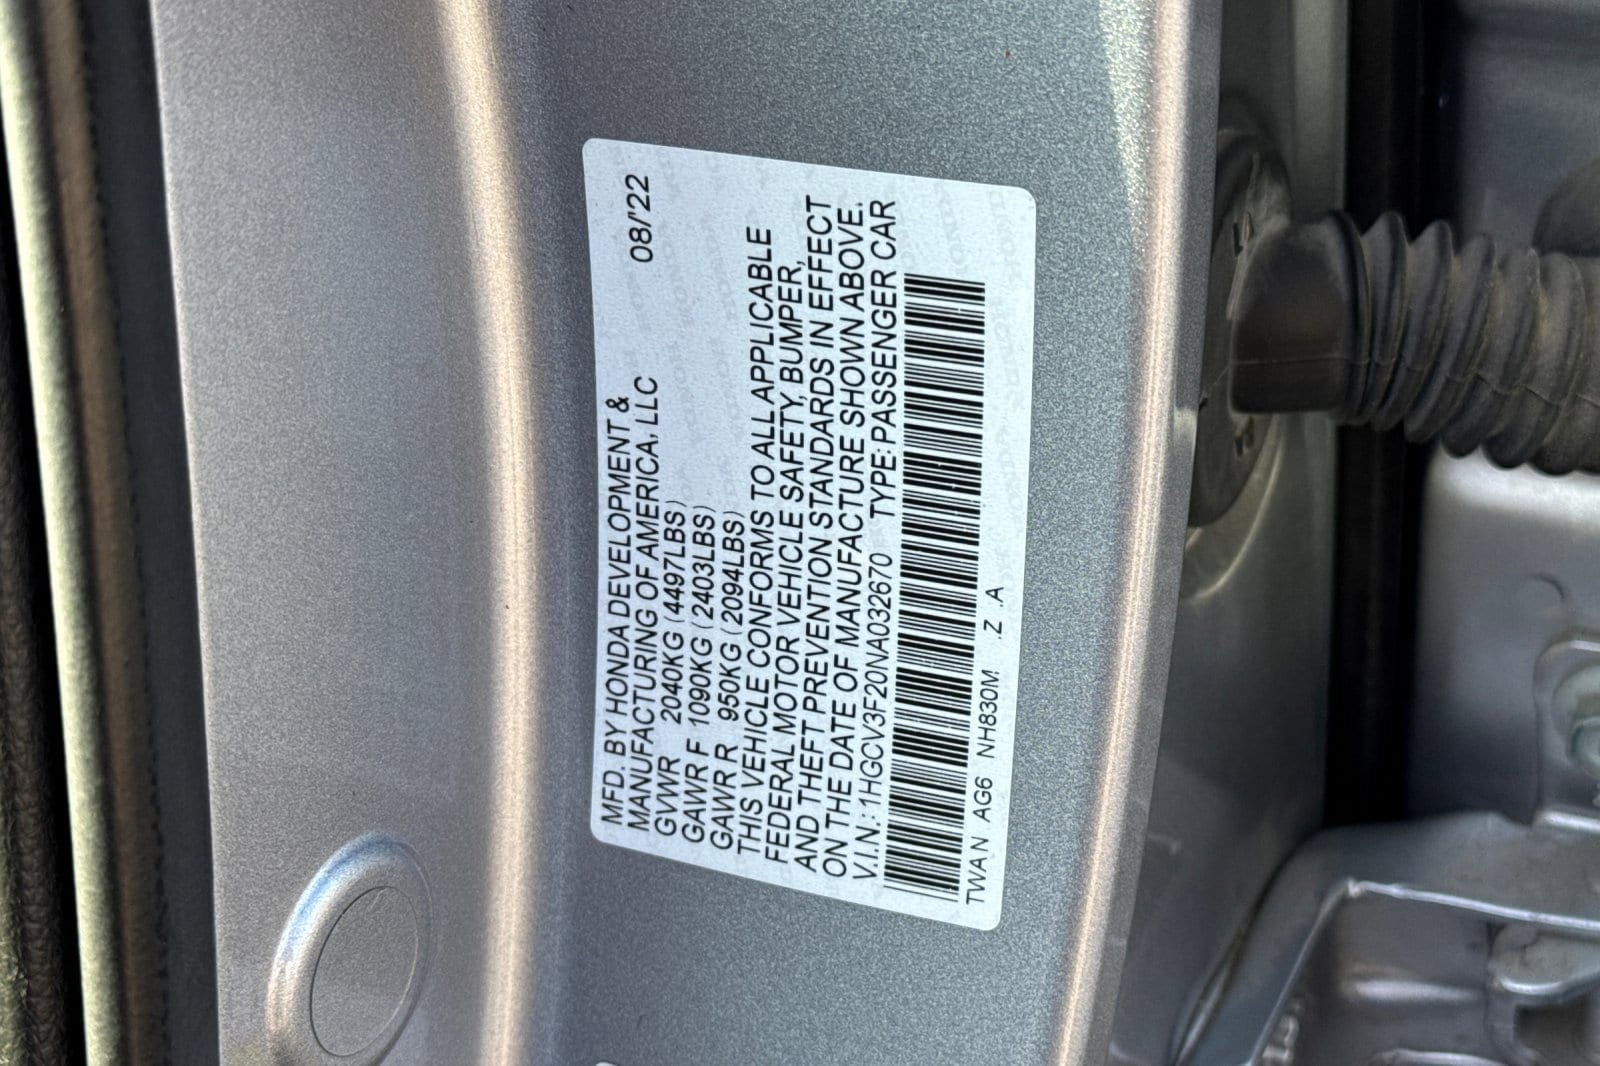 08/'22
MFD. BY HONDA DEVELOPMENT &
MANUFACTURING OF AMERICA, LLC
GVWR 2040KG (4497LBS)
GAWR F 1090KG (2403LBS)
GAWR R 950KG (2094LBS)
THIS VEHICLE CONFORMS TO ALL APPLICABLE
FEDERAL MOTOR VEHICLE SAFETY, BUMPER,
AND THEFT PREVENTION STANDARDS IN EFFECT
ON THE DATE OF MANUFACTURE SHOWN ABOVE.
V.I.N.: 1HGCV3F20NA032670 TYPE: PASSENGER CAR
TWAN AG6 NH830M .Z .A